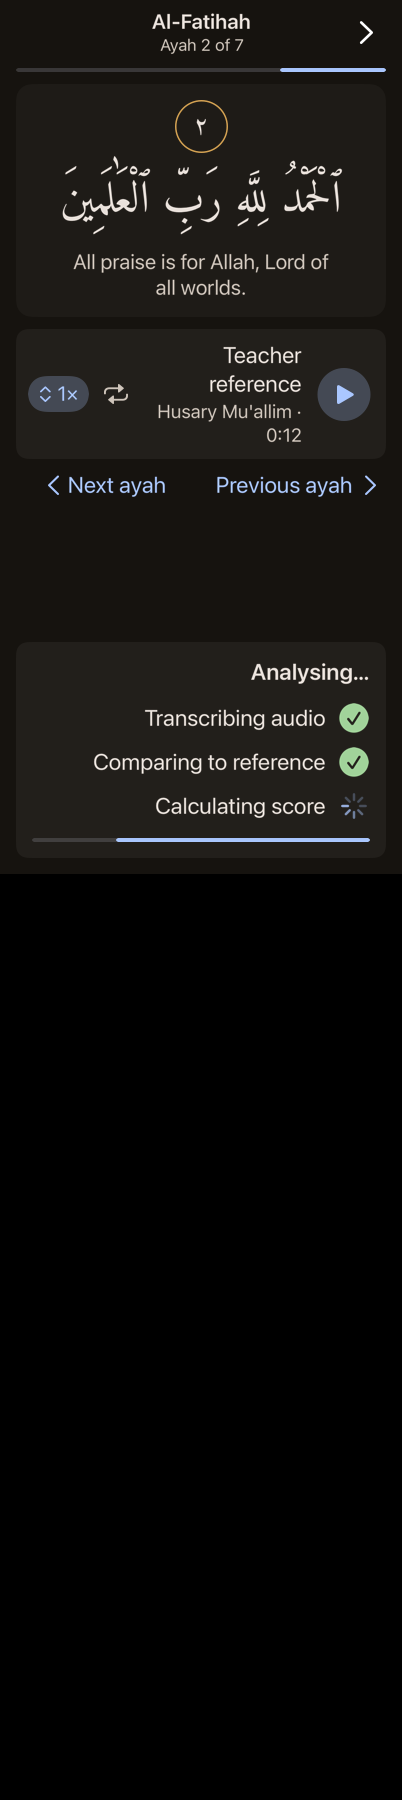 Al-Fatihah
Ayah 2 of 7
٢
ٱلْحَمْدُ لِلَّهِ رَبِّ ٱلْعَٰلَمِينَ
All praise is for Allah, Lord of
all worlds.
Teacher
reference
Husary Mu'allim ·
0:12
1×
Previous ayah
Next ayah
Analysing...
Transcribing audio
Comparing to reference
Calculating score